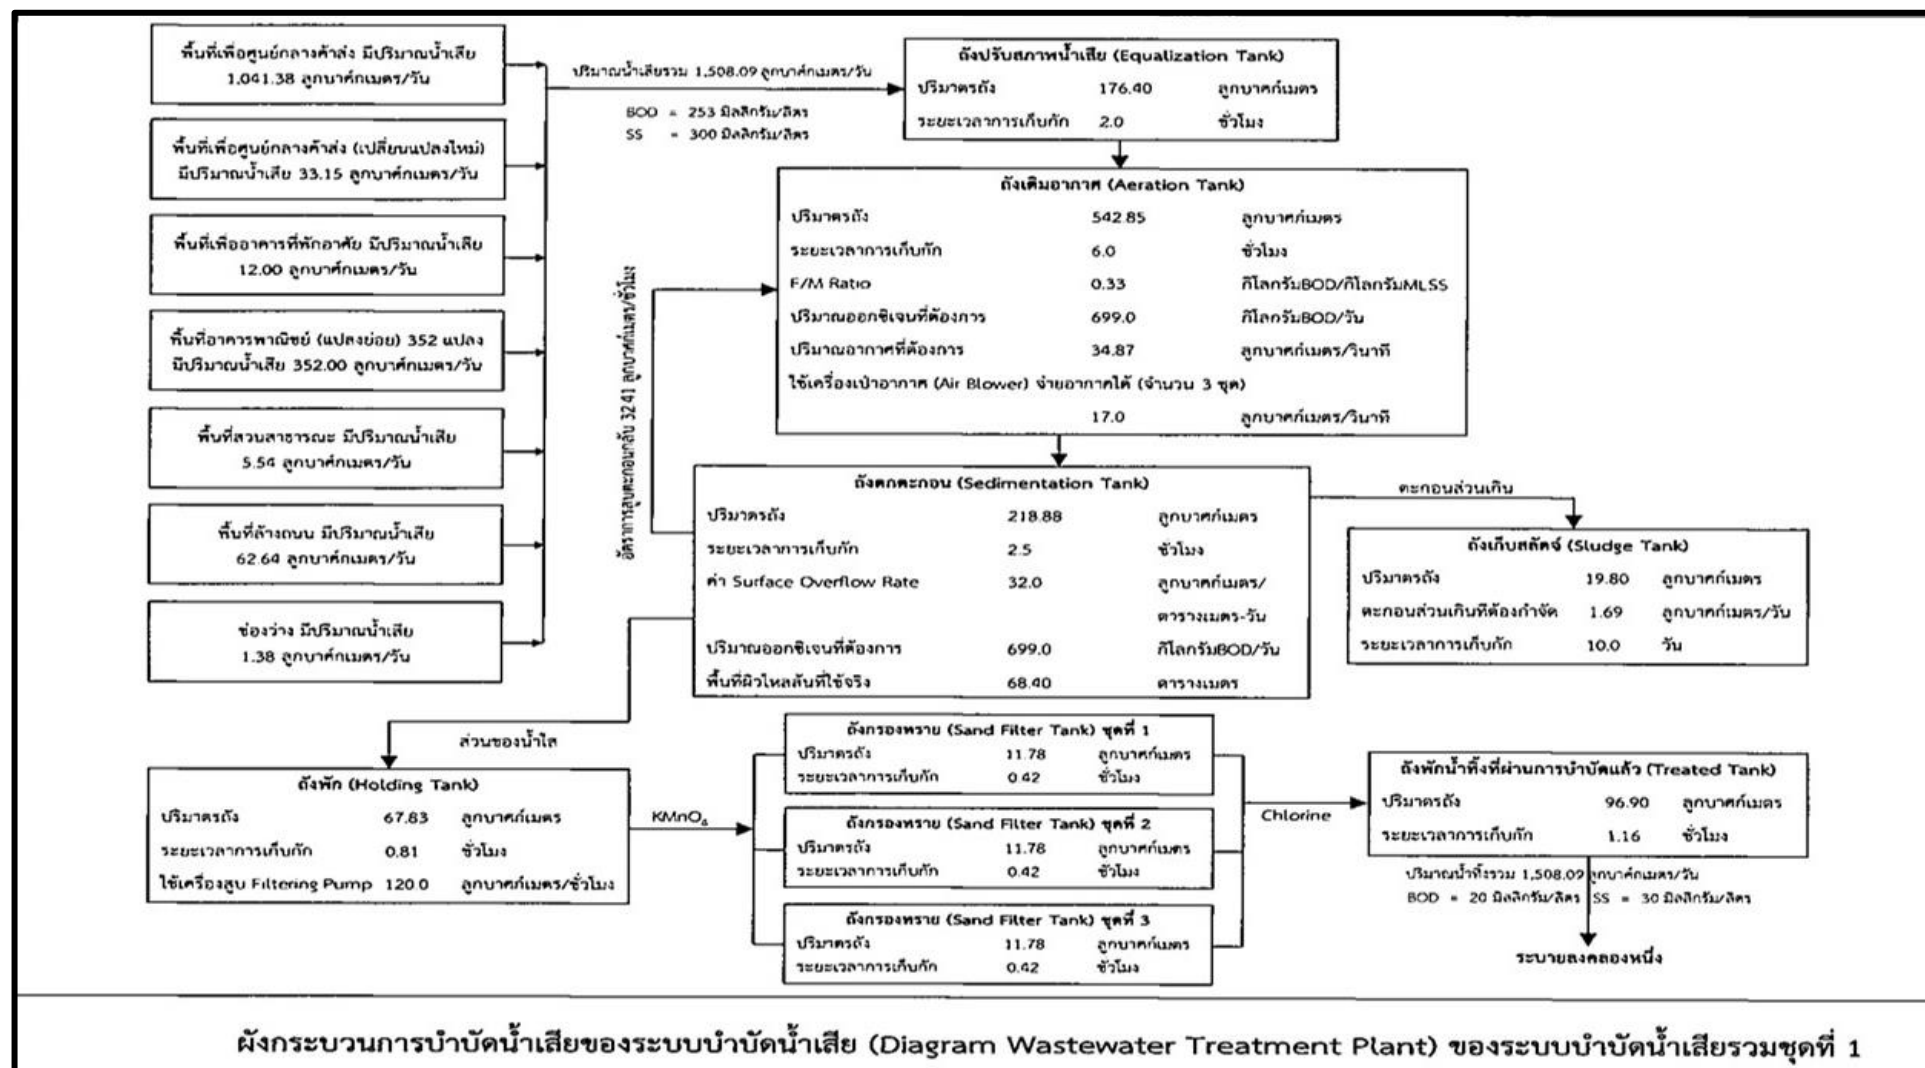 พื้นที่เพื่อศูนย์กลางค้าส่ง มีปริมาณน้ำเสีย
1,041.38 ลูกบาศ์กเมตร/วัน
พื้นที่เพื่อศูนย์กลางค้าส่ง (เปลี่ยนแปลงใหม่)
มีปริมาณน้ำเสีย 33.15 ลูกบาศ์กเมตร/วัน
พื้นที่เพื่ออาคารที่พักอาศัย มีปริมาณน้ำเสีย
12.00 ลูกบาศ์กเมตร/วัน
พื้นที่อาคารพาณิชย์ (แปลงย่อย) 352 แปลง
มีปริมาณน้ำเสีย 352.00 ลูกบาศ์กเมตร/วัน
พื้นที่สวนสาธารณะ มีปริมาณน้ำเสีย
5.54 ลูกบาศ์กเมตร/วัน
พื้นที่ล้างถนน มีปริมาณน้ำเสีย
62.64 ลูกบาศ์กเมตร/วัน
ช่องว่าง มีปริมาณน้ำเสีย
1.38 ลูกบาศ์กเมตร/วัน
ปริมาณน้ำเสียรวม 1,508.09 ลูกบาศ์กเมตร/วัน
BOD = 253 มิลลิกรัม/ลิตร
SS = 300 มิลลิกรัม/ลิตร
ถังปรับสภาพน้ำเสีย (Equalization Tank)
ปริมาตรถัง 176.40 ลูกบาศก์เมตร
ระยะเวลาการเก็บกัก 2.0 ชั่วโมง
ถังเติมอากาศ (Aeration Tank)
ปริมาตรถัง 542.85 ลูกบาศก์เมตร
ระยะเวลาการเก็บกัก 6.0 ชั่วโมง
F/M Ratio 0.33 กิโลกรัมBOD/กิโลกรัมMLSS
ปริมาณออกซิเจนที่ต้องการ 699.0 กิโลกรัมBOD/วัน
ปริมาณอากาศที่ต้องการ 34.87 ลูกบาศก์เมตร/วินาที
ใช้เครื่องเป่าอากาศ (Air Blower) จ่ายอากาศได้ (จำนวน 3 ชุด)
17.0 ลูกบาศก์เมตร/วินาที
อัตราการสูบตะกอนกลับ 32.41 ลูกบาศก์เมตร/ชั่วโมง
ถังตกตะกอน (Sedimentation Tank)
ปริมาตรถัง 218.88 ลูกบาศก์เมตร
ระยะเวลาการเก็บกัก 2.5 ชั่วโมง
ค่า Surface Overflow Rate 32.0 ลูกบาศก์เมตร/
ตารางเมตร-วัน
ปริมาณออกซิเจนที่ต้องการ 699.0 กิโลกรัมBOD/วัน
พื้นที่ผิวไหลล้นที่ใช้จริง 68.40 ตารางเมตร
ตะกอนส่วนเกิน
ถังเก็บสลัดจ์ (Sludge Tank)
ปริมาตรถัง 19.80 ลูกบาศก์เมตร
ตะกอนส่วนเกินที่ต้องกำจัด 1.69 ลูกบาศก์เมตร/วัน
ระยะเวลาการเก็บกัก 10.0 วัน
ส่วนของน้ำใส
ถังพัก (Holding Tank)
ปริมาตรถัง 67.83 ลูกบาศก์เมตร
ระยะเวลาการเก็บกัก 0.81 ชั่วโมง
ใช้เครื่องสูบ Filtering Pump 120.0 ลูกบาศก์เมตร/ชั่วโมง
KMnO₄
ถังกรองทราย (Sand Filter Tank) ชุดที่ 1
ปริมาตรถัง 11.78 ลูกบาศก์เมตร
ระยะเวลาการเก็บกัก 0.42 ชั่วโมง
ถังกรองทราย (Sand Filter Tank) ชุดที่ 2
ปริมาตรถัง 11.78 ลูกบาศก์เมตร
ระยะเวลาการเก็บกัก 0.42 ชั่วโมง
ถังกรองทราย (Sand Filter Tank) ชุดที่ 3
ปริมาตรถัง 11.78 ลูกบาศก์เมตร
ระยะเวลาการเก็บกัก 0.42 ชั่วโมง
Chlorine
ถังพักน้ำทิ้งที่ผ่านการบำบัดแล้ว (Treated Tank)
ปริมาตรถัง 96.90 ลูกบาศก์เมตร
ระยะเวลาการเก็บกัก 1.16 ชั่วโมง
ปริมาณน้ำทิ้งรวม 1,508.09 ลูกบาศ์กเมตร/วัน
BOD = 20 มิลลิกรัม/ลิตร SS = 30 มิลลิกรัม/ลิตร
ระบายลงคลองหนึ่ง
ผังกระบวนการบำบัดน้ำเสียของระบบบำบัดน้ำเสีย (Diagram Wastewater Treatment Plant) ของระบบบำบัดน้ำเสียรวมชุดที่ 1